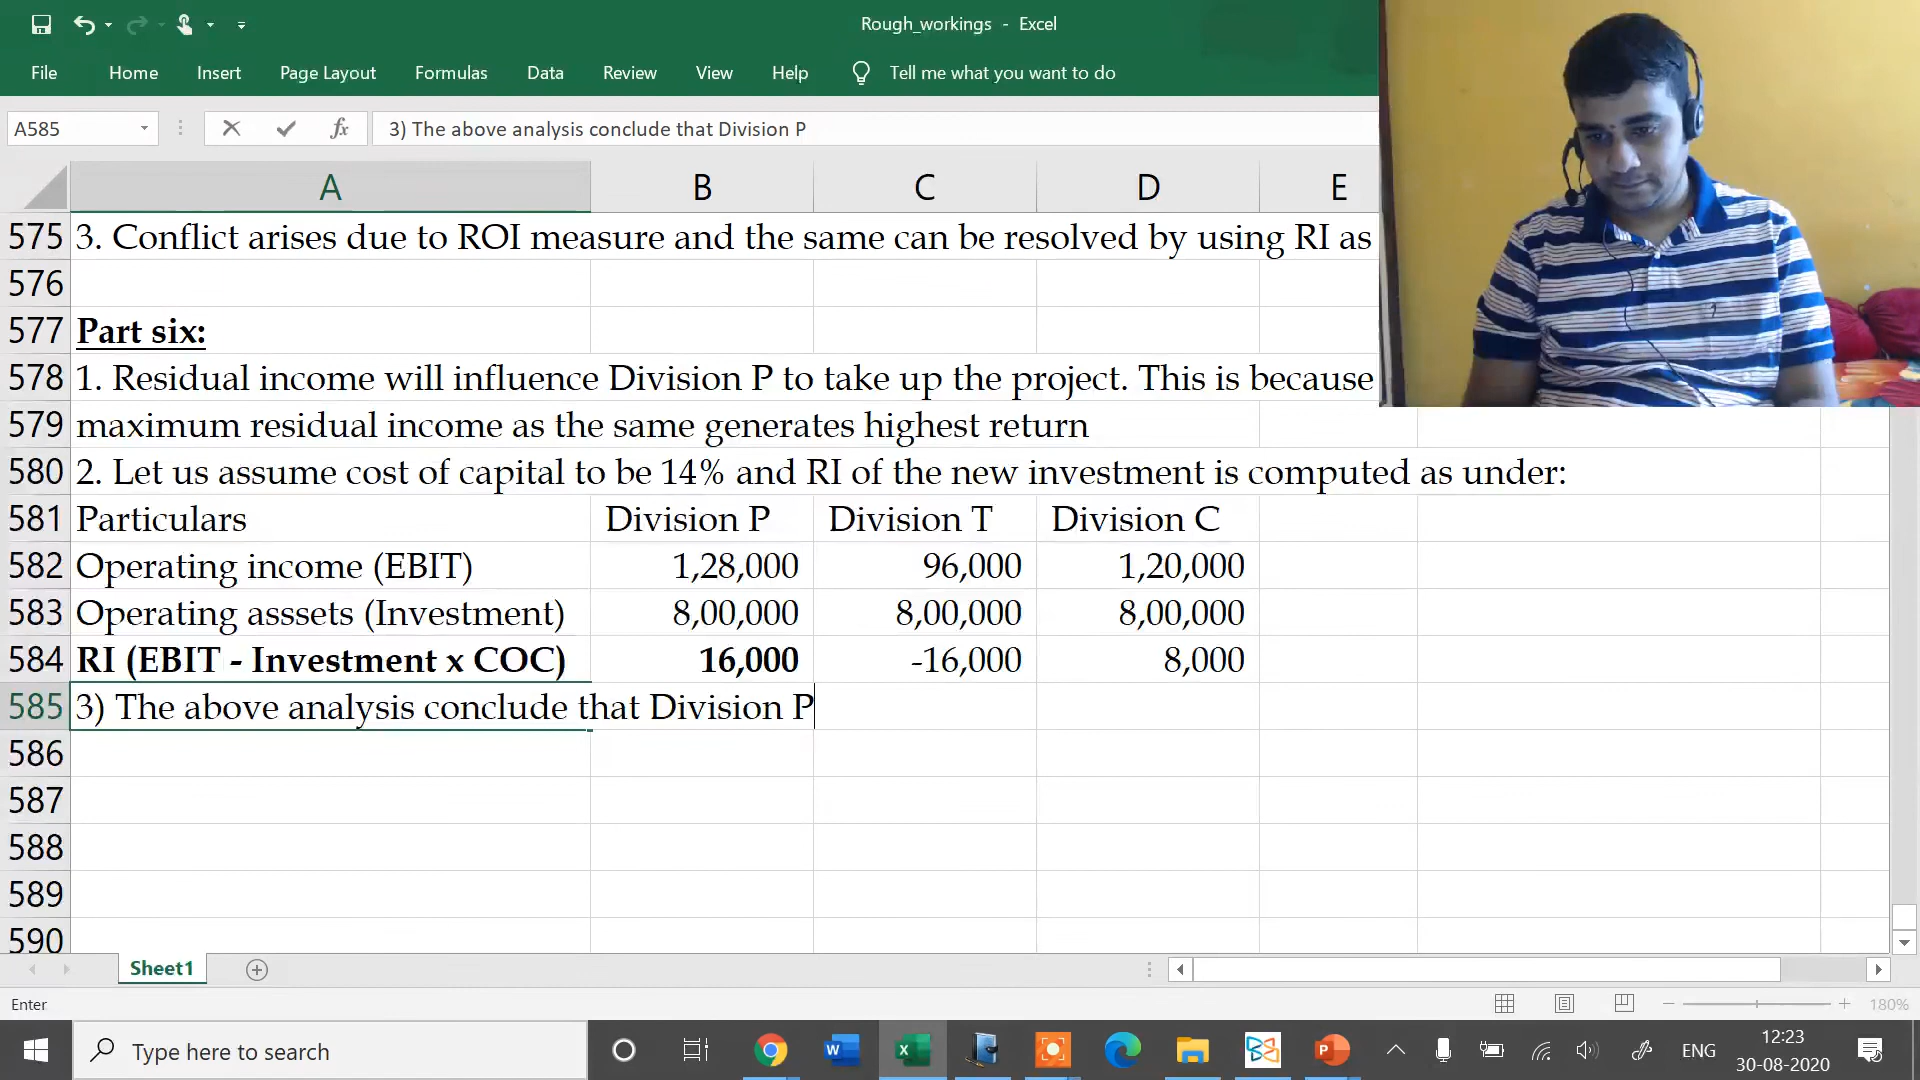 Rough_workings - Excel
File Home Insert Page Layout Formulas Data Review View Help Tell me what you want to do
A585 fx 3) The above analysis conclude that Division P
A B C D E
575 3. Conflict arises due to ROI measure and the same can be resolved by using RI as
576
577 Part six:
578 1. Residual income will influence Division P to take up the project. This is because
579 maximum residual income as the same generates highest return
580 2. Let us assume cost of capital to be 14% and RI of the new investment is computed as under:
581 Particulars Division P Division T Division C
582 Operating income (EBIT) 1,28,000 96,000 1,20,000
583 Operating asssets (Investment) 8,00,000 8,00,000 8,00,000
584 RI (EBIT - Investment x COC) 16,000 -16,000 8,000
585 3) The above analysis conclude that Division P
586
587
588
589
590
Sheet1
Enter 180%
Type here to search ENG 12:23
30-08-2020